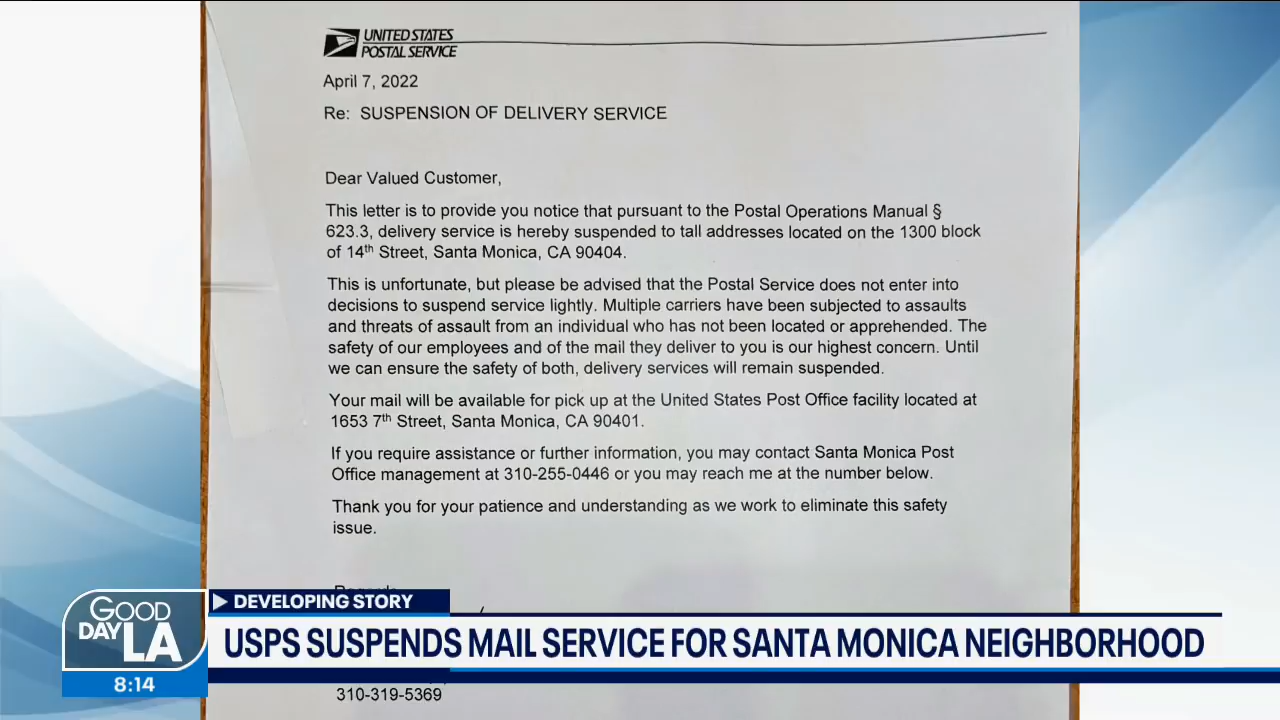 UNITED STATES
POSTAL SERVICE
April 7, 2022
Re: SUSPENSION OF DELIVERY SERVICE
Dear Valued Customer,
This letter is to provide you notice that pursuant to the Postal Operations Manual §
623.3, delivery service is hereby suspended to tall addresses located on the 1300 block
of 14th Street, Santa Monica, CA 90404.
This is unfortunate, but please be advised that the Postal Service does not enter into
decisions to suspend service lightly. Multiple carriers have been subjected to assaults
and threats of assault from an individual who has not been located or apprehended. The
safety of our employees and of the mail they deliver to you is our highest concern. Until
we can ensure the safety of both, delivery services will remain suspended.
Your mail will be available for pick up at the United States Post Office facility located at
1653 7th Street, Santa Monica, CA 90401.
If you require assistance or further information, you may contact Santa Monica Post
Office management at 310-255-0446 or you may reach me at the number below.
Thank you for your patience and understanding as we work to eliminate this safety
issue.
DEVELOPING STORY
USPS SUSPENDS MAIL SERVICE FOR SANTA MONICA NEIGHBORHOOD
GOOD
DAY LA
8:14
310-319-5369